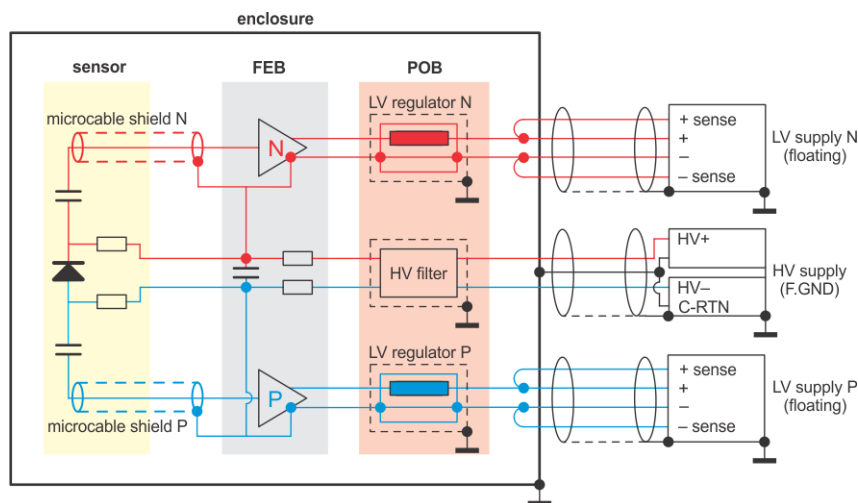 enclosure
sensor
FEB
POB
microcable shield N
LV regulator N
N
+ sense
+
–
– sense
LV supply N
(floating)
HV filter
HV+
HV–
C-RTN
HV supply
(F.GND)
LV regulator P
P
microcable shield P
+ sense
+
–
– sense
LV supply P
(floating)